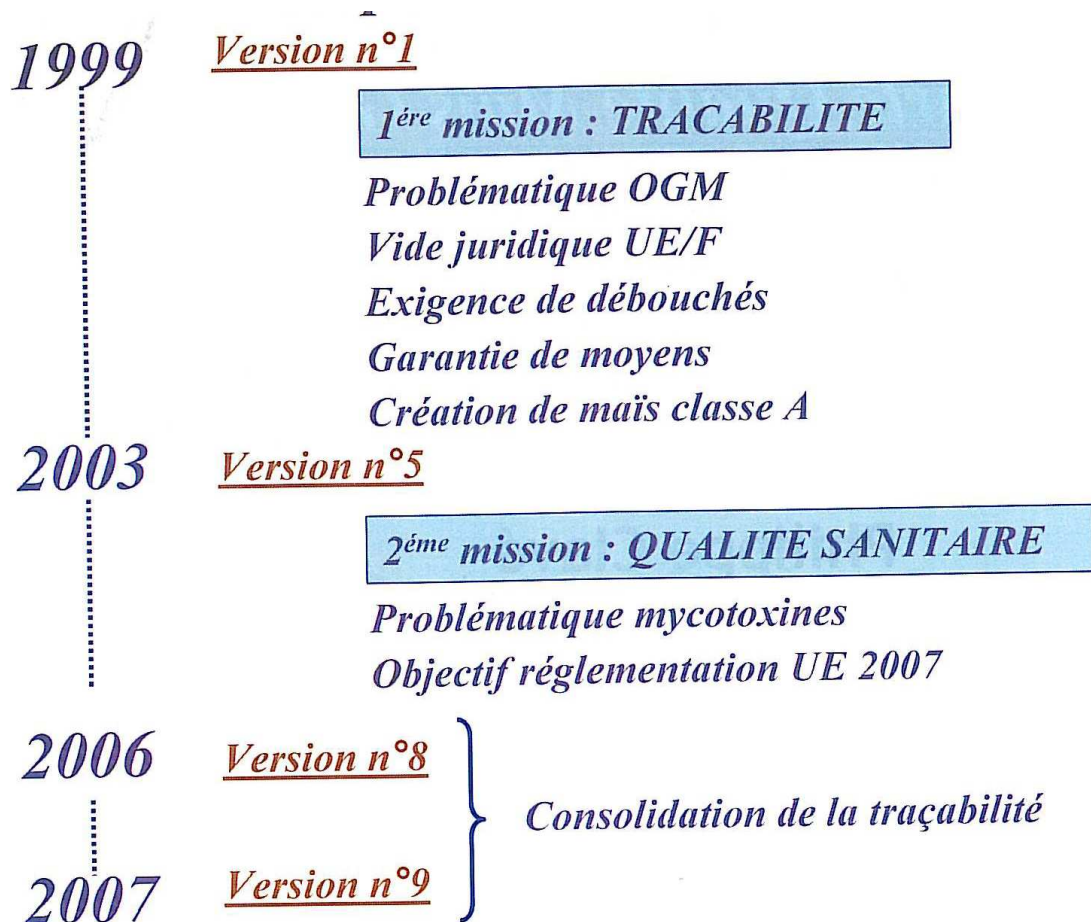 1999 Version n°1
1ére mission : TRACABILITE
Problématique OGM
Vide juridique UE/F
Exigence de débouchés
Garantie de moyens
Création de maïs classe A
2003 Version n°5
2éme mission : QUALITE SANITAIRE
Problématique mycotoxines
Objectif réglementation UE 2007
2006 Version n°8
Consolidation de la traçabilité
2007 Version n°9